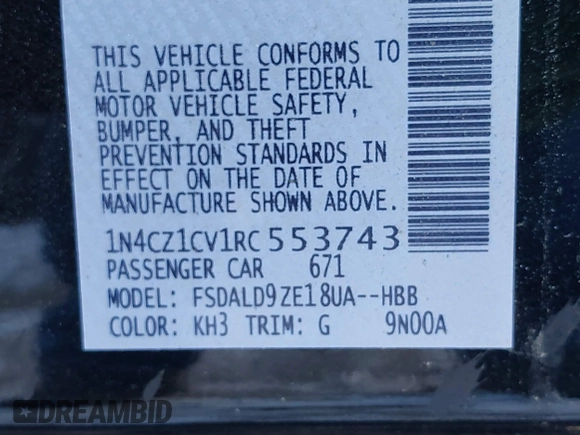 THIS VEHICLE CONFORMS TO
ALL APPLICABLE FEDERAL
MOTOR VEHICLE SAFETY,
BUMPER, AND THEFT
PREVENTION STANDARDS IN
EFFECT ON THE DATE OF
MANUFACTURE SHOWN ABOVE.
1N4CZ1CV1RC553743
PASSENGER CAR 671
MODEL: FSDALD9ZE18UA--HBB
COLOR: KH3 TRIM: G 9N00A
DREAMBID